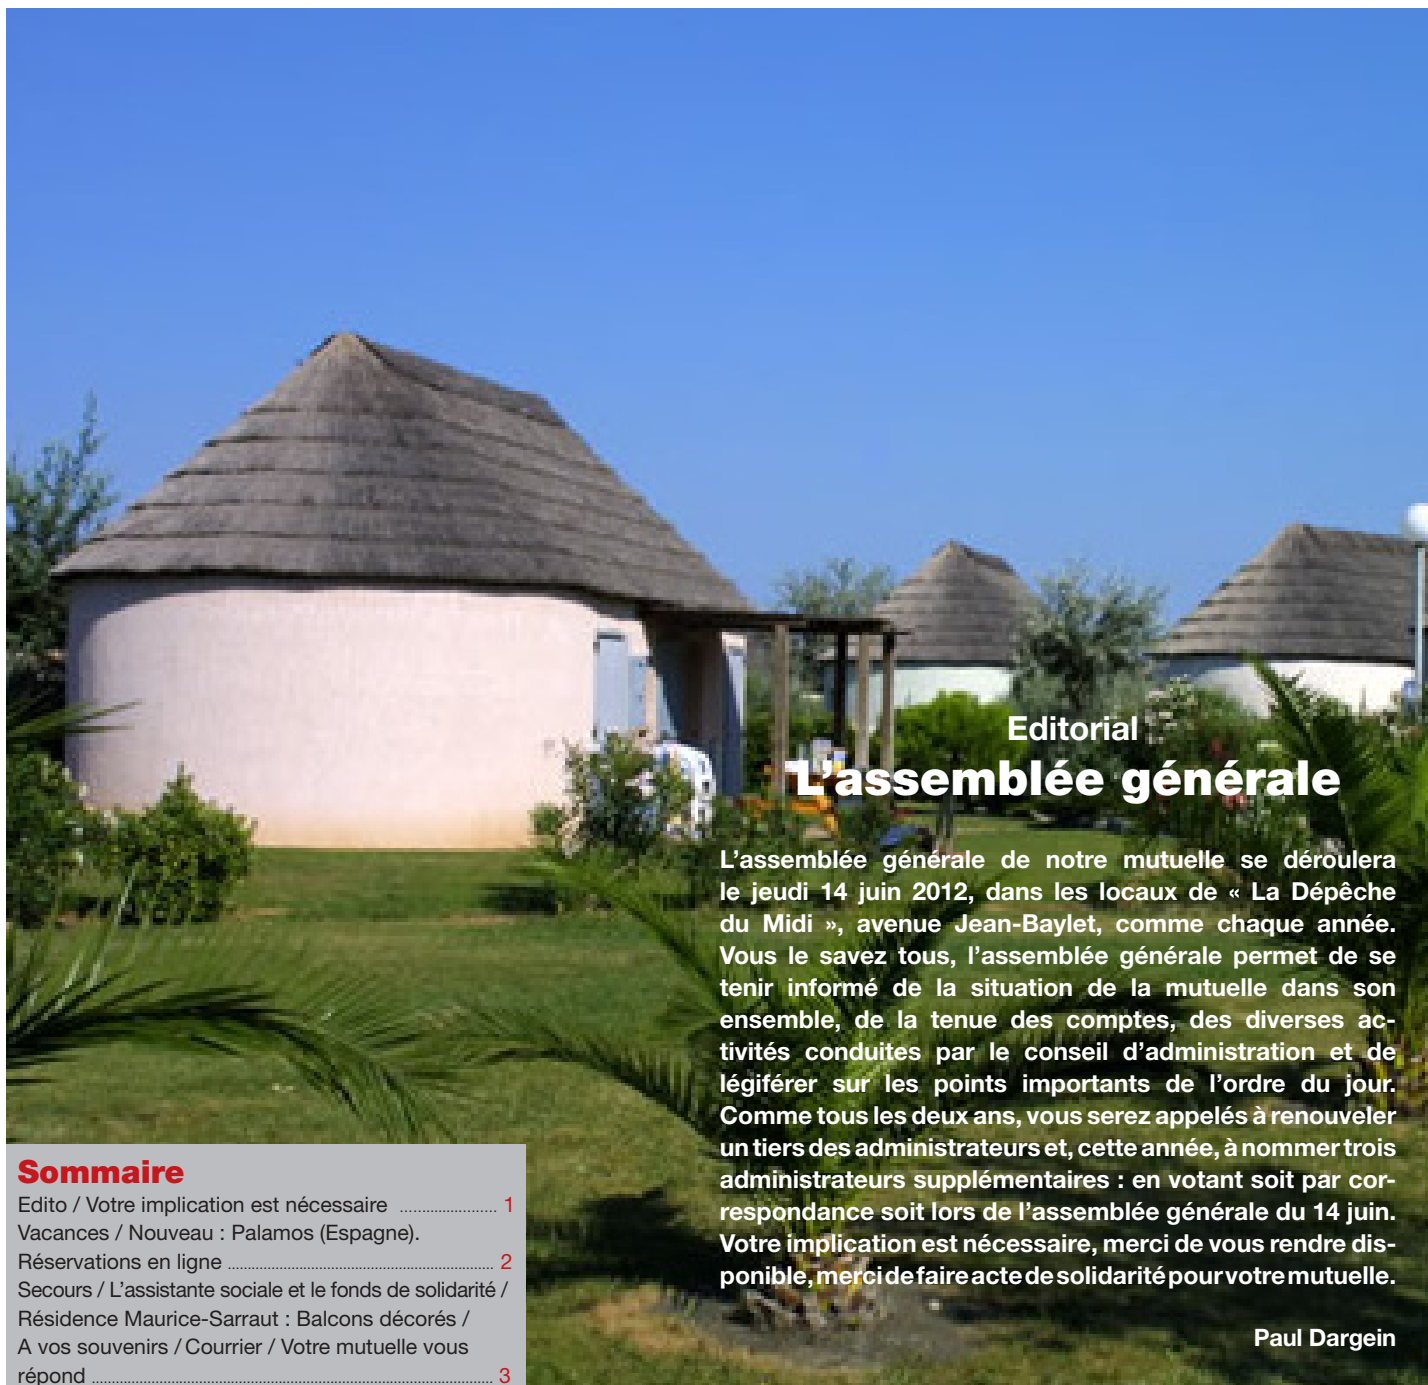 Editorial
L'assemblée générale
L'assemblée générale de notre mutuelle se déroulera
le jeudi 14 juin 2012, dans les locaux de « La Dépêche
du Midi », avenue Jean-Baylet, comme chaque année.
Vous le savez tous, l'assemblée générale permet de se
tenir informé de la situation de la mutuelle dans son
ensemble, de la tenue des comptes, des diverses ac-
tivités conduites par le conseil d'administration et de
légiférer sur les points importants de l'ordre du jour.
Comme tous les deux ans, vous serez appelés à renouveler
un tiers des administrateurs et, cette année, à nommer trois
administrateurs supplémentaires : en votant soit par cor-
respondance soit lors de l'assemblée générale du 14 juin.
Votre implication est nécessaire, merci de vous rendre dis-
ponible, merci de faire acte de solidarité pour votre mutuelle.
Paul Dargein
Sommaire
Edito / Votre implication est nécessaire ........................ 1
Vacances / Nouveau : Palamos (Espagne).
Réservations en ligne ................................................................ 2
Secours / L'assistante sociale et le fonds de solidarité /
Résidence Maurice-Sarraut : Balcons décorés /
A vos souvenirs / Courrier / Votre mutuelle vous
répond ................................................................................................ 3